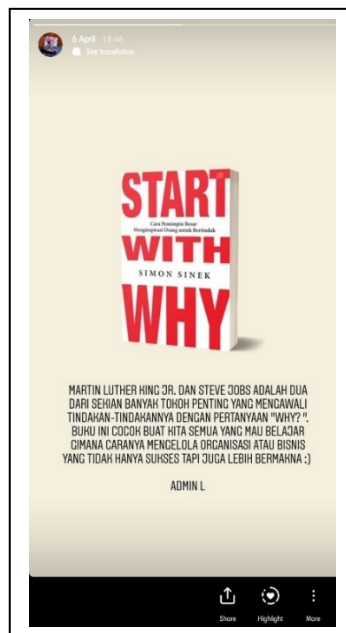 6 April 18:46
See translation
START
Cara Pemimpin Besar
Menginspirasi Orang untuk Bertindak
WITH
SIMON SINEK
WHY
MARTIN LUTHER KING JR. DAN STEVE JOBS ADALAH DUA
DARI SEKIAN BANYAK TOKOH PENTING YANG MENGAWALI
TINDAKAN-TINDAKANNYA DENGAN PERTANYAAN "WHY? ".
BUKU INI COCOK BUAT KITA SEMUA YANG MAU BELAJAR
GIMANA CARANYA MENGELOLA ORGANISASI ATAU BISNIS
YANG TIDAK HANYA SUKSES TAPI JUGA LEBIH BERMAKNA :)
ADMIN L
Share Highlight More